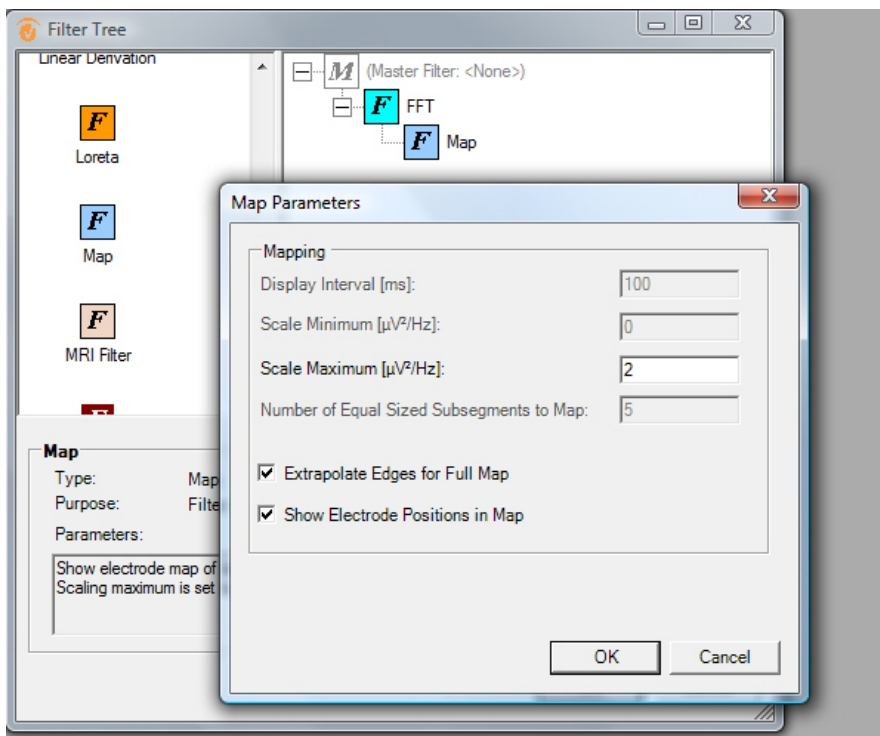 Filter Tree
Linear Derivation
F
Loreta
F
Map
F
MRI Filter
M (Master Filter: <None>)
F FFT
F Map
Map
Type: Map
Purpose: Filte
Parameters:
Show electrode map of
Scaling maximum is set
Map Parameters
Mapping
Display Interval [ms]: 100
Scale Minimum [µV²/Hz]: 0
Scale Maximum [µV²/Hz]: 2
Number of Equal Sized Subsegments to Map: 5
Extrapolate Edges for Full Map
Show Electrode Positions in Map
OK Cancel